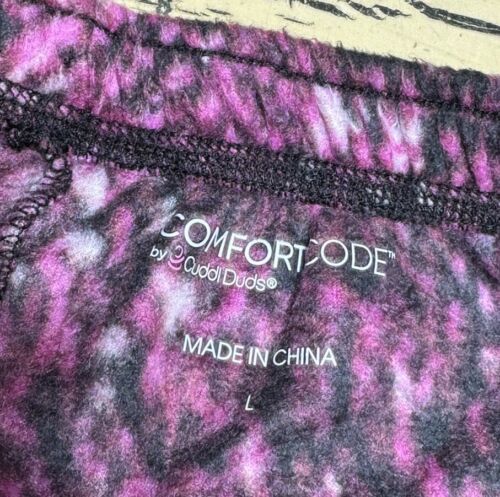 COMFORTCODE™
by Cuddl Duds®
MADE IN CHINA
L